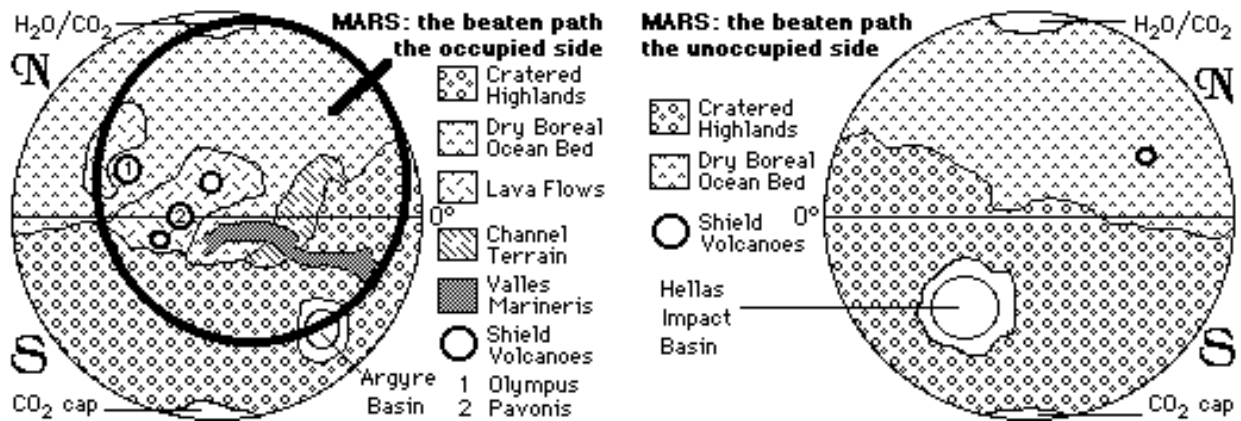 H2O/CO2
MARS: the beaten path
the occupied side
N
Cratered
Highlands
Dry Boreal
Ocean Bed
Lava Flows
0°
Channel
Terrain
Valles
Marineris
Shield
Volcanoes
1 Olympus
2 Pavonis
1
2
S
Argyre
Basin
CO2 cap
MARS: the beaten path
the unoccupied side
H2O/CO2
N
Cratered
Highlands
Dry Boreal
Ocean Bed
0°
Shield
Volcanoes
Hellas
Impact
Basin
S
CO2 cap